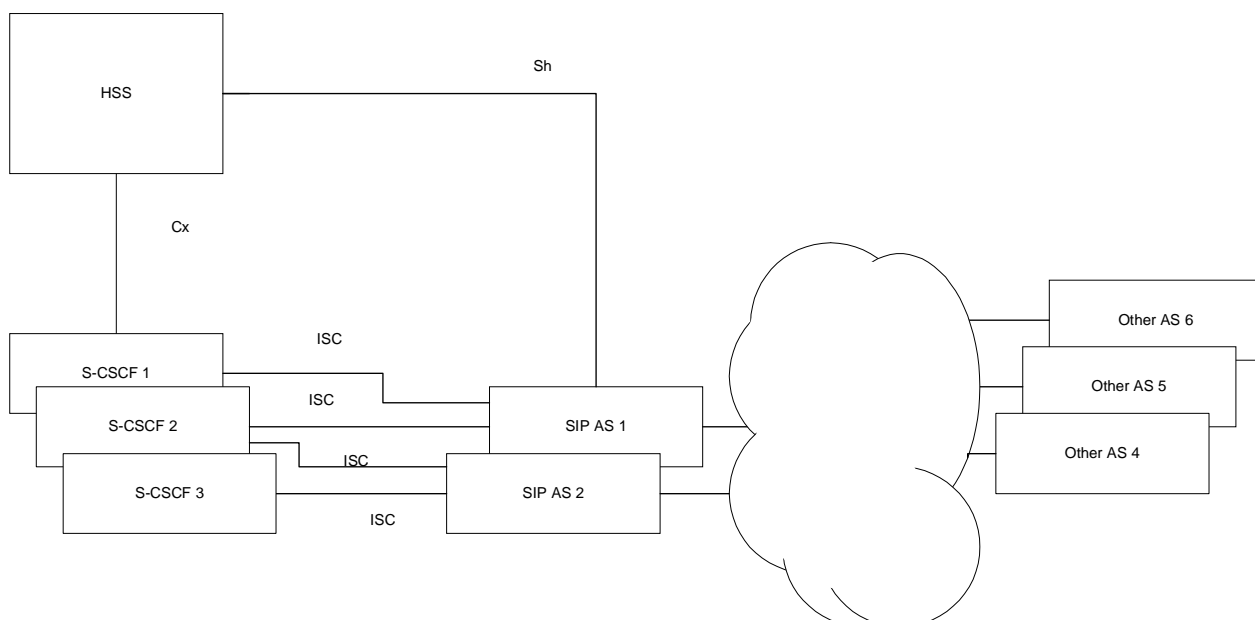 Sh
HSS
Cx
ISC
S-CSCF 1
ISC
S-CSCF 2
SIP AS 1
ISC
S-CSCF 3
SIP AS 2
ISC
Other AS 6
Other AS 5
Other AS 4